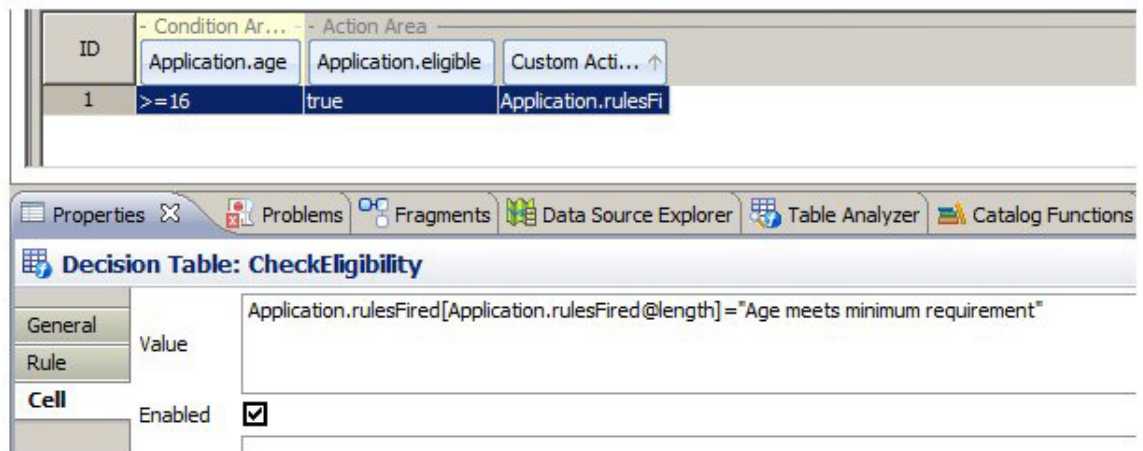 - Condition Ar... - - Action Area
ID Application.age Application.eligible Custom Acti...
1 >=16 true Application.rulesFi
Properties Problems Fragments Data Source Explorer Table Analyzer Catalog Functions
Decision Table: CheckEligibility
General
Value Application.rulesFired[Application.rulesFired@length]="Age meets minimum requirement"
Rule
Cell
Enabled